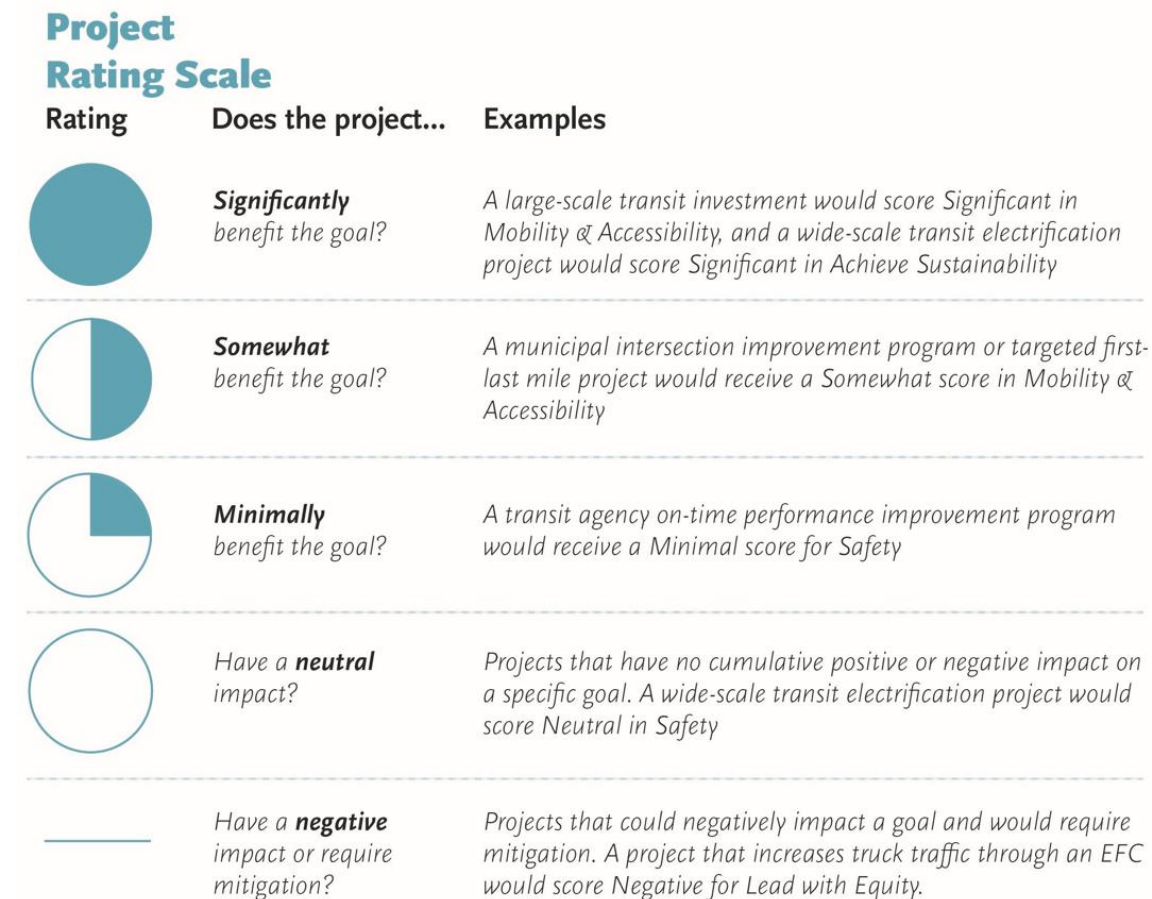 Project
Rating Scale
Rating Does the project... Examples
Significantly
benefit the goal?
A large-scale transit investment would score Significant in
Mobility & Accessibility, and a wide-scale transit electrification
project would score Significant in Achieve Sustainability
Somewhat
benefit the goal?
A municipal intersection improvement program or targeted first-
last mile project would receive a Somewhat score in Mobility &
Accessibility
Minimally
benefit the goal?
A transit agency on-time performance improvement program
would receive a Minimal score for Safety
Have a neutral
impact?
Projects that have no cumulative positive or negative impact on
a specific goal. A wide-scale transit electrification project would
score Neutral in Safety
Have a negative
impact or require
mitigation?
Projects that could negatively impact a goal and would require
mitigation. A project that increases truck traffic through an EFC
would score Negative for Lead with Equity.